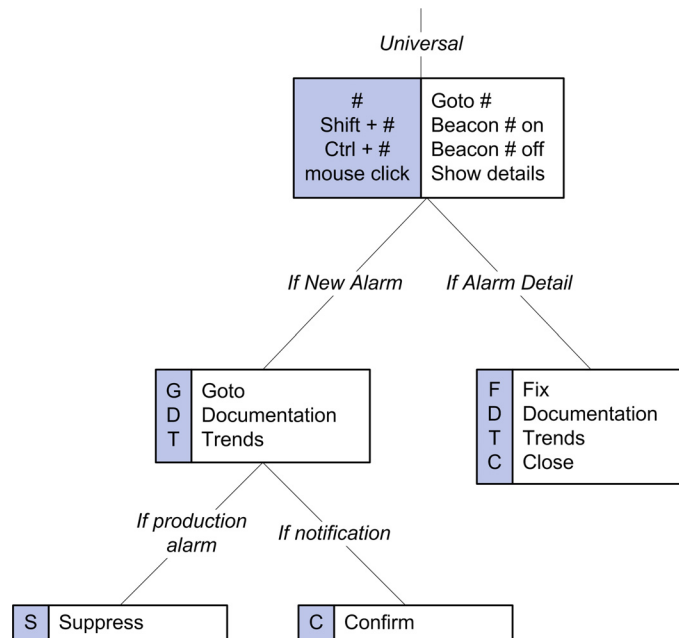 Universal
# Goto #
Shift + # Beacon # on
Ctrl + # Beacon # off
mouse click Show details
If New Alarm
If Alarm Detail
G Goto
D Documentation
T Trends
F Fix
D Documentation
T Trends
C Close
If production
alarm
If notification
S Suppress
C Confirm